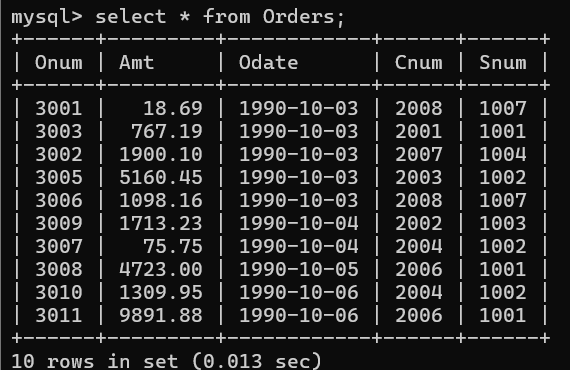 mysql> select * from Orders;
+------+---------+------------+------+------+
| Onum | Amt     | Odate      | Cnum | Snum |
+------+---------+------------+------+------+
| 3001 |   18.69 | 1990-10-03 | 2008 | 1007 |
| 3003 |  767.19 | 1990-10-03 | 2001 | 1001 |
| 3002 | 1900.10 | 1990-10-03 | 2007 | 1004 |
| 3005 | 5160.45 | 1990-10-03 | 2003 | 1002 |
| 3006 | 1098.16 | 1990-10-03 | 2008 | 1007 |
| 3009 | 1713.23 | 1990-10-04 | 2002 | 1003 |
| 3007 |   75.75 | 1990-10-04 | 2004 | 1002 |
| 3008 | 4723.00 | 1990-10-05 | 2006 | 1001 |
| 3010 | 1309.95 | 1990-10-06 | 2004 | 1002 |
| 3011 | 9891.88 | 1990-10-06 | 2006 | 1001 |
+------+---------+------------+------+------+
10 rows in set (0.013 sec)